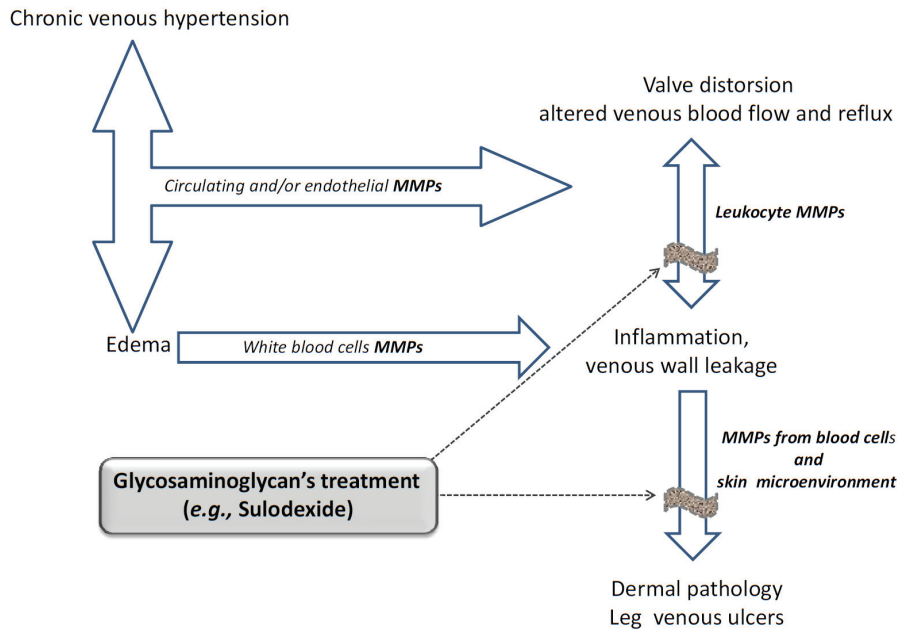 Chronic venous hypertension
Valve distorsion
altered venous blood flow and reflux
Circulating and/or endothelial MMPs
Leukocyte MMPs
Edema
White blood cells MMPs
Inflammation,
venous wall leakage
MMPs from blood cells
and
skin microenvironment
Glycosaminoglycan's treatment
(e.g., Sulodexide)
Dermal pathology
Leg venous ulcers